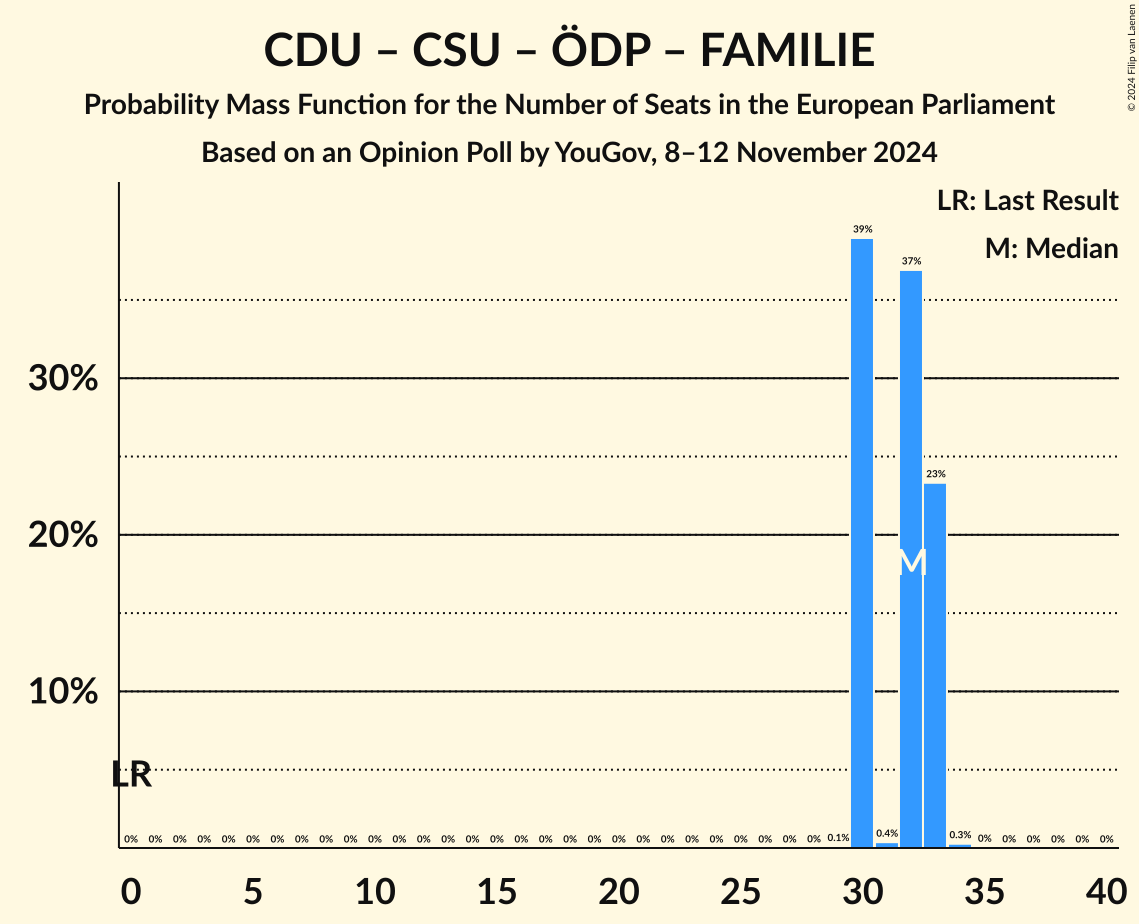 CDU – CSU – ÖDP – FAMILIE
Probability Mass Function for the Number of Seats in the European Parliament
Based on an Opinion Poll by YouGov, 8–12 November 2024
© 2024 Filip van Laenen
LR: Last Result
M: Median
39%
37%
30%
23%
20%
M
10%
LR
0% 0% 0% 0% 0% 0% 0% 0% 0% 0% 0% 0% 0% 0% 0% 0% 0% 0% 0% 0% 0% 0% 0% 0% 0% 0% 0% 0% 0% 0.1% 0.4% 0.3% 0% 0% 0% 0% 0% 0%
0 5 10 15 20 25 30 35 40